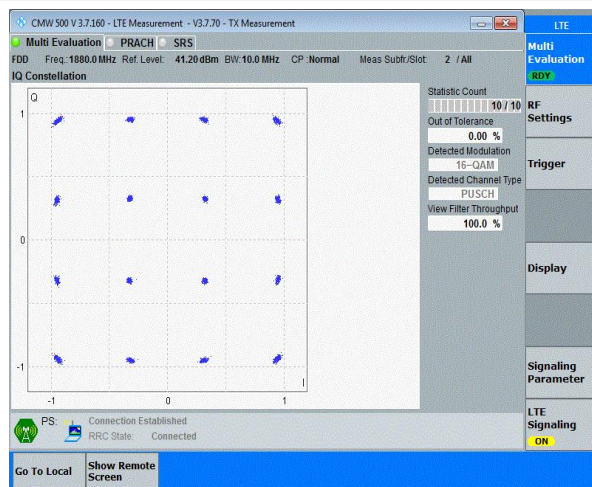 CMW 500 V 3.7.160 - LTE Measurement - V3.7.70 - TX Measurement
LTE
Multi Evaluation PRACH SRS
FDD Freq.:1880.0 MHz Ref. Level: 41.20 dBm BW:10.0 MHz CP :Normal Meas Subfr./Slot: 2 / All
IQ Constellation
Q
1
0
-1
-1 0 1
I
Statistic Count
10 / 10
Out of Tolerance
0.00 %
Detected Modulation
16-QAM
Detected Channel Type
PUSCH
View Filter Throughput
100.0 %
Multi
Evaluation
RDY
RF
Settings
Trigger
Display
Signaling
Parameter
LTE
Signaling
ON
PS: Connection Established
RRC State: Connected
Go To Local
Show Remote
Screen